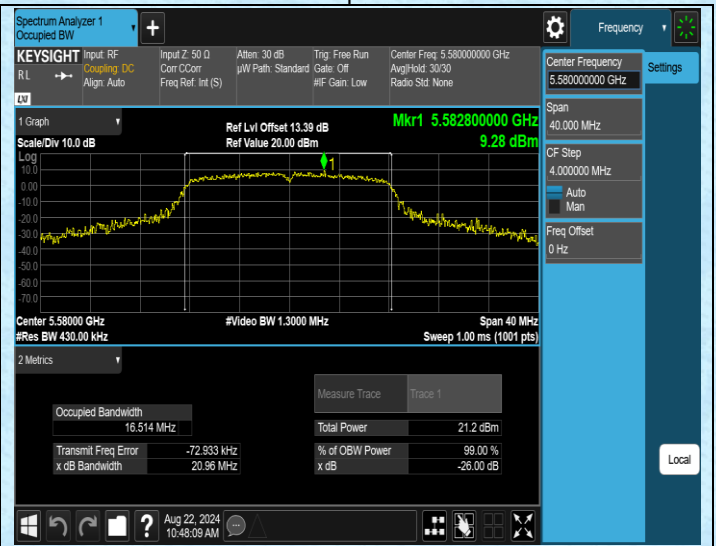 Spectrum Analyzer 1
Occupied BW
+
Frequency
KEYSIGHT
RL
LXI
Input: RF
Coupling: DC
Align: Auto
Input Z: 50 Ω
Corr CCorr
Freq Ref: Int (S)
Atten: 30 dB
µW Path: Standard
Trig: Free Run
Gate: Off
#IF Gain: Low
Center Freq: 5.580000000 GHz
Avg|Hold: 30/30
Radio Std: None
Center Frequency
5.580000000 GHz
Settings
Span
40.000 MHz
CF Step
4.000000 MHz
Auto
Man
Freq Offset
0 Hz
1 Graph
Scale/Div 10.0 dB
Ref Lvl Offset 13.39 dB
Ref Value 20.00 dBm
Mkr1 5.582800000 GHz
9.28 dBm
Log
10.0
0.00
-10.0
-20.0
-30.0
-40.0
-50.0
-60.0
-70.0
1
Center 5.58000 GHz
#Res BW 430.00 kHz
#Video BW 1.3000 MHz
Span 40 MHz
Sweep 1.00 ms (1001 pts)
2 Metrics
Measure Trace Trace 1
Occupied Bandwidth
16.514 MHz
Total Power 21.2 dBm
Transmit Freq Error -72.933 kHz
% of OBW Power 99.00 %
x dB Bandwidth 20.96 MHz
x dB -26.00 dB
Local
?
Aug 22, 2024
10:48:09 AM